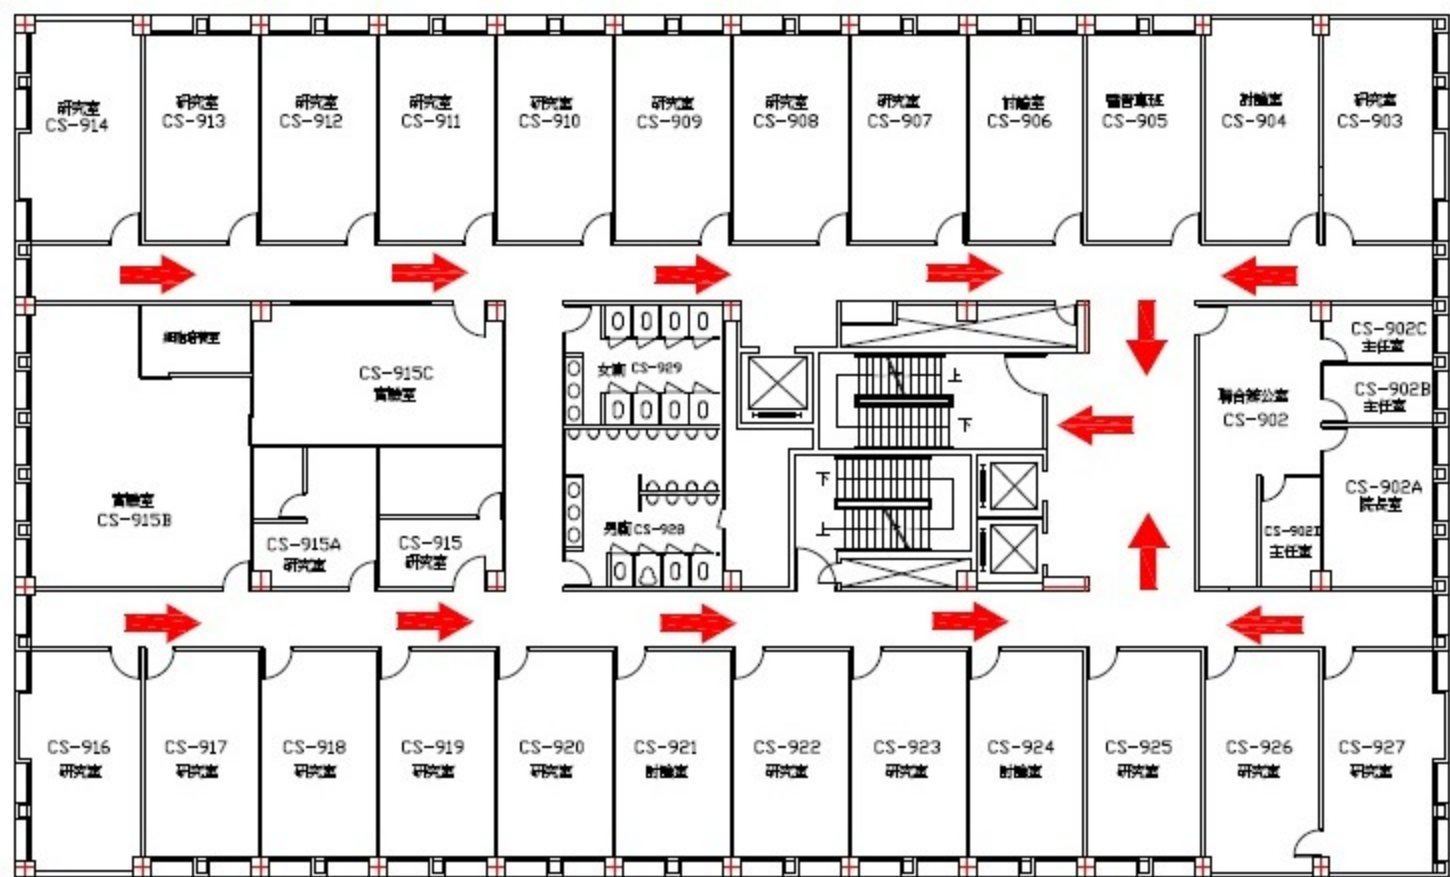 研究室
CS-914
研究室
CS-913
研究室
CS-912
研究室
CS-911
研究室
CS-910
研究室
CS-909
研究室
CS-908
研究室
CS-907
討論室
CS-906
CS-905
討論室
CS-904
研究室
CS-903
CS-915C
實驗室
女廁 CS-929
上
下
聯合辦公室
CS-902
CS-902C
主任室
CS-902B
主任室
CS-902A
院長室
主任室
實驗室
CS-915B
CS-915A
研究室
CS-915
研究室
男廁 CS-928
下
上
CS-916
研究室
CS-917
研究室
CS-918
研究室
CS-919
研究室
CS-920
研究室
CS-921
討論室
CS-922
研究室
CS-923
研究室
CS-924
討論室
CS-925
研究室
CS-926
研究室
CS-927
研究室